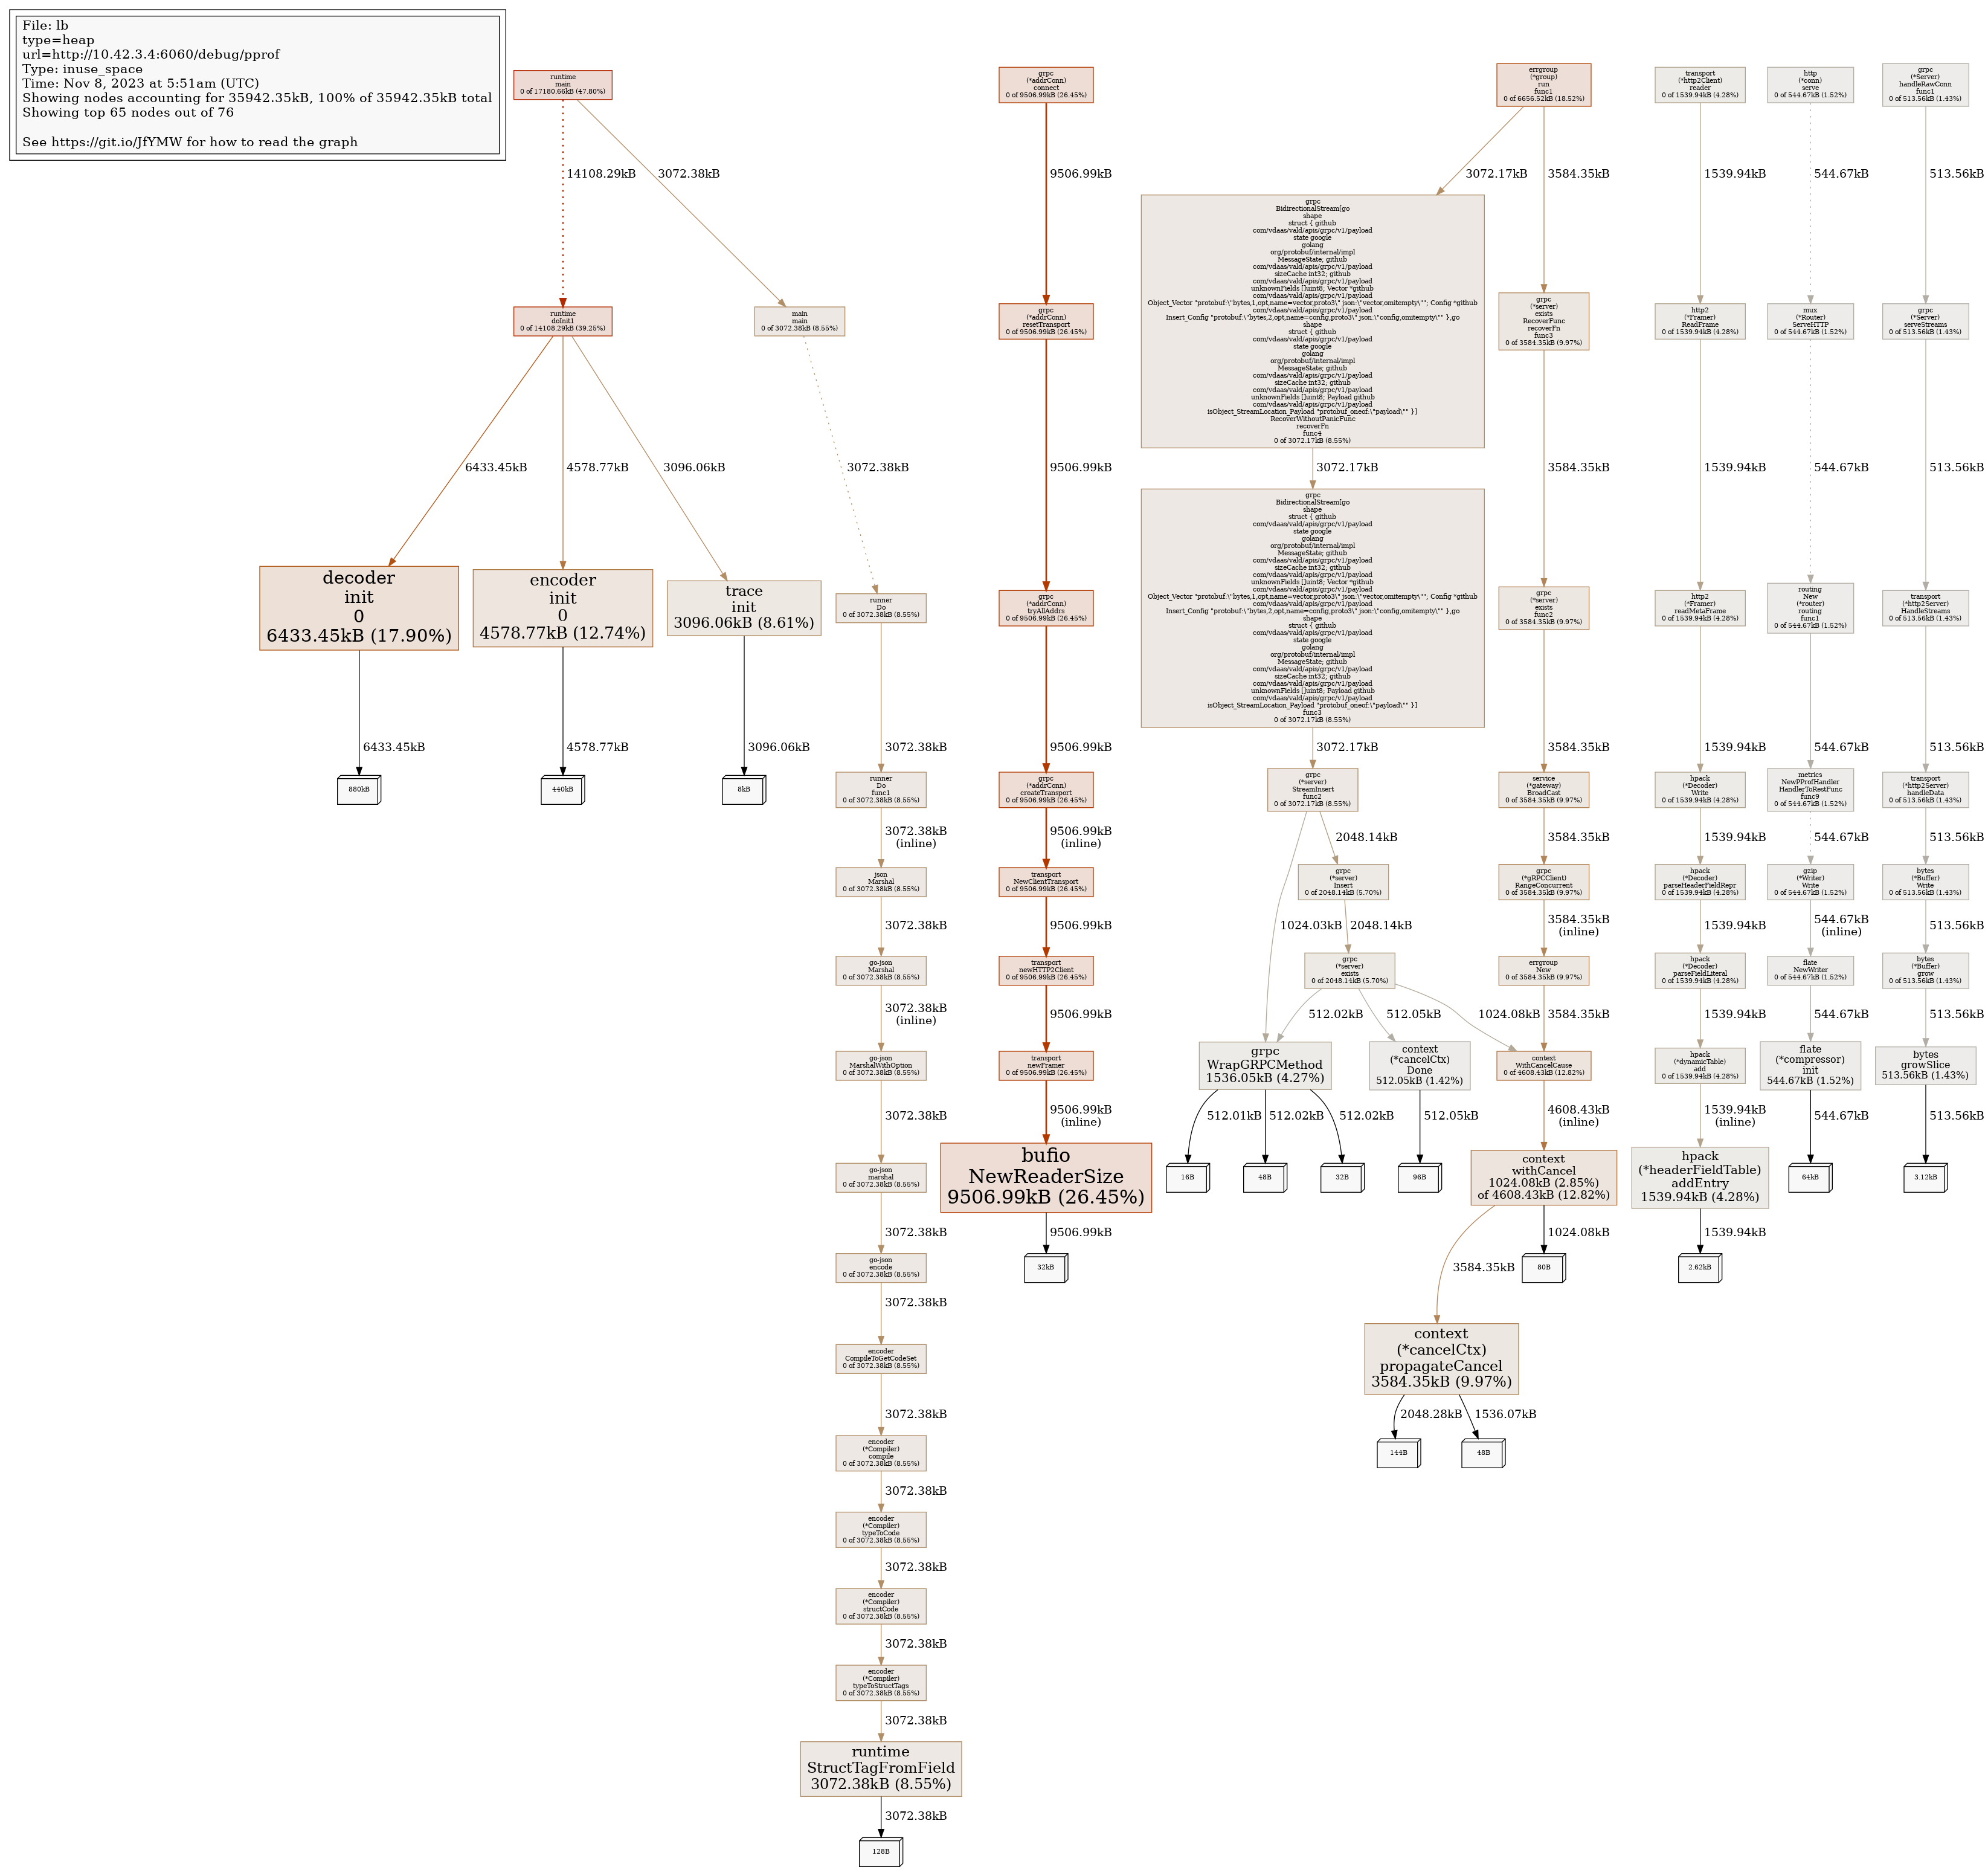 File: lb
type=heap
url=http://10.42.3.4:6060/debug/pprof
Type: inuse_space
Time: Nov 8, 2023 at 5:51am (UTC)
Showing nodes accounting for 35942.35kB, 100% of 35942.35kB total
Showing top 65 nodes out of 76
See https://git.io/JfYMW for how to read the graph
runtime
main
0 of 17180.66kB (47.80%)
14108.29kB
3072.38kB
runtime
doInit1
0 of 14108.29kB (39.25%)
main
main
0 of 3072.38kB (8.55%)
6433.45kB
4578.77kB
3096.06kB
3072.38kB
decoder
init
0
6433.45kB (17.90%)
encoder
init
0
4578.77kB (12.74%)
trace
init
3096.06kB (8.61%)
6433.45kB
4578.77kB
3096.06kB
880kB
440kB
8kB
runner
Do
0 of 3072.38kB (8.55%)
3072.38kB
runner
Do
func1
0 of 3072.38kB (8.55%)
3072.38kB
(inline)
json
Marshal
0 of 3072.38kB (8.55%)
3072.38kB
go-json
Marshal
0 of 3072.38kB (8.55%)
3072.38kB
(inline)
go-json
MarshalWithOption
0 of 3072.38kB (8.55%)
3072.38kB
go-json
marshal
0 of 3072.38kB (8.55%)
3072.38kB
go-json
encode
0 of 3072.38kB (8.55%)
3072.38kB
encoder
CompileToGetCodeSet
0 of 3072.38kB (8.55%)
3072.38kB
encoder
(*Compiler)
compile
0 of 3072.38kB (8.55%)
3072.38kB
encoder
(*Compiler)
typeToCode
0 of 3072.38kB (8.55%)
3072.38kB
encoder
(*Compiler)
structCode
0 of 3072.38kB (8.55%)
3072.38kB
encoder
(*Compiler)
typeToStructTags
0 of 3072.38kB (8.55%)
3072.38kB
runtime
StructTagFromField
3072.38kB (8.55%)
3072.38kB
128B
grpc
(*addrConn)
connect
0 of 9506.99kB (26.45%)
9506.99kB
grpc
(*addrConn)
resetTransport
0 of 9506.99kB (26.45%)
9506.99kB
grpc
(*addrConn)
tryAllAddrs
0 of 9506.99kB (26.45%)
9506.99kB
grpc
(*addrConn)
createTransport
0 of 9506.99kB (26.45%)
9506.99kB
(inline)
transport
NewClientTransport
0 of 9506.99kB (26.45%)
9506.99kB
transport
newHTTP2Client
0 of 9506.99kB (26.45%)
9506.99kB
transport
newFramer
0 of 9506.99kB (26.45%)
9506.99kB
(inline)
bufio
NewReaderSize
9506.99kB (26.45%)
9506.99kB
32kB
errgroup
(*group)
run
func1
0 of 6656.52kB (18.52%)
3072.17kB
3584.35kB
grpc
BidirectionalStream[go
shape
struct { github
com/vdaas/vald/apis/grpc/v1/payload
state google
golang
org/protobuf/internal/impl
MessageState; github
com/vdaas/vald/apis/grpc/v1/payload
sizeCache int32; github
com/vdaas/vald/apis/grpc/v1/payload
unknownFields []uint8; Vector *github
com/vdaas/vald/apis/grpc/v1/payload
Object_Vector "protobuf:\"bytes,1,opt,name=vector,proto3\" json:\"vector,omitempty\""; Config *github
com/vdaas/vald/apis/grpc/v1/payload
Insert_Config "protobuf:\"bytes,2,opt,name=config,proto3\" json:\"config,omitempty\"" },go
shape
struct { github
com/vdaas/vald/apis/grpc/v1/payload
state google
golang
org/protobuf/internal/impl
MessageState; github
com/vdaas/vald/apis/grpc/v1/payload
sizeCache int32; github
com/vdaas/vald/apis/grpc/v1/payload
unknownFields []uint8; Payload github
com/vdaas/vald/apis/grpc/v1/payload
isObject_StreamLocation_Payload "protobuf_oneof:\"payload\"" }]
RecoverWithoutPanicFunc
recoverFn
func4
0 of 3072.17kB (8.55%)
3072.17kB
grpc
BidirectionalStream[go
shape
struct { github
com/vdaas/vald/apis/grpc/v1/payload
state google
golang
org/protobuf/internal/impl
MessageState; github
com/vdaas/vald/apis/grpc/v1/payload
sizeCache int32; github
com/vdaas/vald/apis/grpc/v1/payload
unknownFields []uint8; Vector *github
com/vdaas/vald/apis/grpc/v1/payload
Object_Vector "protobuf:\"bytes,1,opt,name=vector,proto3\" json:\"vector,omitempty\""; Config *github
com/vdaas/vald/apis/grpc/v1/payload
Insert_Config "protobuf:\"bytes,2,opt,name=config,proto3\" json:\"config,omitempty\"" },go
shape
struct { github
com/vdaas/vald/apis/grpc/v1/payload
state google
golang
org/protobuf/internal/impl
MessageState; github
com/vdaas/vald/apis/grpc/v1/payload
sizeCache int32; github
com/vdaas/vald/apis/grpc/v1/payload
unknownFields []uint8; Payload github
com/vdaas/vald/apis/grpc/v1/payload
isObject_StreamLocation_Payload "protobuf_oneof:\"payload\"" }]
func3
0 of 3072.17kB (8.55%)
3072.17kB
grpc
(*server)
StreamInsert
func2
0 of 3072.17kB (8.55%)
2048.14kB
grpc
(*server)
Insert
0 of 2048.14kB (5.70%)
1024.03kB
2048.14kB
grpc
(*server)
exists
0 of 2048.14kB (5.70%)
512.02kB
512.05kB
1024.08kB
grpc
WrapGRPCMethod
1536.05kB (4.27%)
context
(*cancelCtx)
Done
512.05kB (1.42%)
512.01kB
512.02kB
512.02kB
512.05kB
16B
48B
32B
96B
grpc
(*server)
exists
RecoverFunc
recoverFn
func3
0 of 3584.35kB (9.97%)
3584.35kB
grpc
(*server)
exists
func2
0 of 3584.35kB (9.97%)
3584.35kB
service
(*gateway)
BroadCast
0 of 3584.35kB (9.97%)
3584.35kB
grpc
(*gRPCClient)
RangeConcurrent
0 of 3584.35kB (9.97%)
3584.35kB
(inline)
errgroup
New
0 of 3584.35kB (9.97%)
3584.35kB
context
WithCancelCause
0 of 4608.43kB (12.82%)
4608.43kB
(inline)
context
withCancel
1024.08kB (2.85%)
of 4608.43kB (12.82%)
3584.35kB
1024.08kB
80B
context
(*cancelCtx)
propagateCancel
3584.35kB (9.97%)
2048.28kB
1536.07kB
144B
48B
transport
(*http2Client)
reader
0 of 1539.94kB (4.28%)
1539.94kB
http2
(*Framer)
ReadFrame
0 of 1539.94kB (4.28%)
1539.94kB
http2
(*Framer)
readMetaFrame
0 of 1539.94kB (4.28%)
1539.94kB
hpack
(*Decoder)
Write
0 of 1539.94kB (4.28%)
1539.94kB
hpack
(*Decoder)
parseHeaderFieldRepr
0 of 1539.94kB (4.28%)
1539.94kB
hpack
(*Decoder)
parseFieldLiteral
0 of 1539.94kB (4.28%)
1539.94kB
hpack
(*dynamicTable)
add
0 of 1539.94kB (4.28%)
1539.94kB
(inline)
hpack
(*headerFieldTable)
addEntry
1539.94kB (4.28%)
1539.94kB
2.62kB
http
(*conn)
serve
0 of 544.67kB (1.52%)
544.67kB
mux
(*Router)
ServeHTTP
0 of 544.67kB (1.52%)
544.67kB
routing
New
(*router)
routing
func1
0 of 544.67kB (1.52%)
544.67kB
metrics
NewPProfHandler
HandlerToRestFunc
func9
0 of 544.67kB (1.52%)
544.67kB
gzip
(*Writer)
Write
0 of 544.67kB (1.52%)
544.67kB
(inline)
flate
NewWriter
0 of 544.67kB (1.52%)
544.67kB
flate
(*compressor)
init
544.67kB (1.52%)
544.67kB
64kB
grpc
(*Server)
handleRawConn
func1
0 of 513.56kB (1.43%)
513.56kB
grpc
(*Server)
serveStreams
0 of 513.56kB (1.43%)
513.56kB
transport
(*http2Server)
HandleStreams
0 of 513.56kB (1.43%)
513.56kB
transport
(*http2Server)
handleData
0 of 513.56kB (1.43%)
513.56kB
bytes
(*Buffer)
Write
0 of 513.56kB (1.43%)
513.56kB
bytes
(*Buffer)
grow
0 of 513.56kB (1.43%)
513.56kB
bytes
growSlice
513.56kB (1.43%)
513.56kB
3.12kB